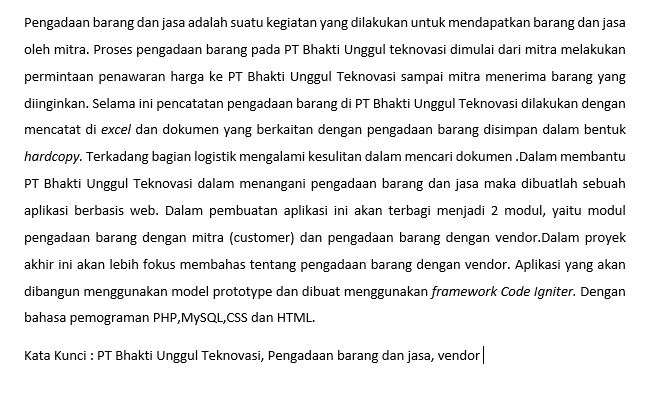 Pengadaan barang dan jasa adalah suatu kegiatan yang dilakukan untuk mendapatkan barang dan jasa
oleh mitra. Proses pengadaan barang pada PT Bhakti Unggul teknovasi dimulai dari mitra melakukan
permintaan penawaran harga ke PT Bhakti Unggul Teknovasi sampai mitra menerima barang yang
diinginkan. Selama ini pencatatan pengadaan barang di PT Bhakti Unggul Teknovasi dilakukan dengan
mencatat di excel dan dokumen yang berkaitan dengan pengadaan barang disimpan dalam bentuk
hardcopy. Terkadang bagian logistik mengalami kesulitan dalam mencari dokumen .Dalam membantu
PT Bhakti Unggul Teknovasi dalam menangani pengadaan barang dan jasa maka dibuatlah sebuah
aplikasi berbasis web. Dalam pembuatan aplikasi ini akan terbagi menjadi 2 modul, yaitu modul
pengadaan barang dengan mitra (customer) dan pengadaan barang dengan vendor.Dalam proyek
akhir ini akan lebih fokus membahas tentang pengadaan barang dengan vendor. Aplikasi yang akan
dibangun menggunakan model prototype dan dibuat menggunakan framework Code Igniter. Dengan
bahasa pemograman PHP,MySQL,CSS dan HTML.
Kata Kunci : PT Bhakti Unggul Teknovasi, Pengadaan barang dan jasa, vendor